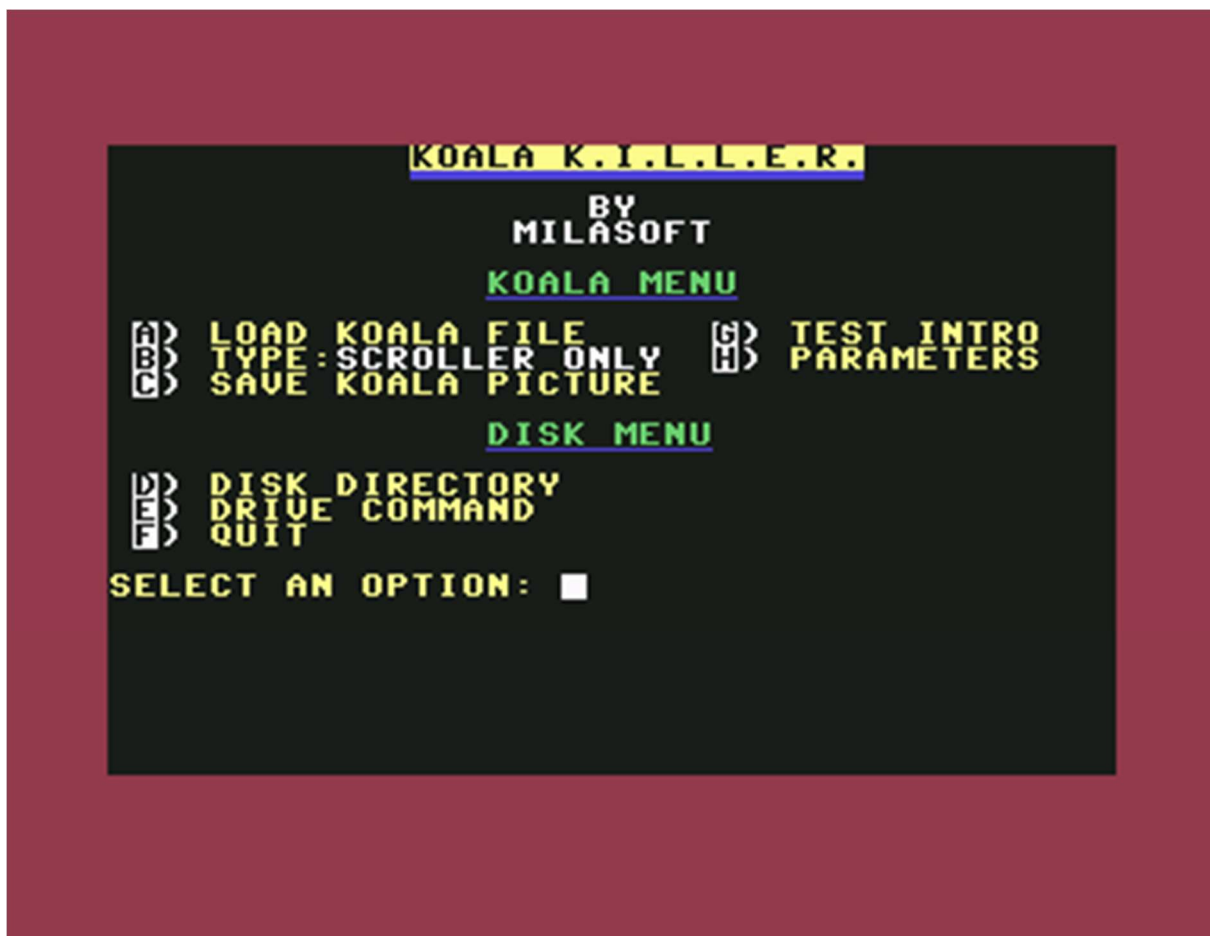 KOALA K.I.L.L.E.R.
BY
MILASOFT
KOALA MENU
A) LOAD KOALA FILE G) TEST INTRO
B) TYPE:SCROLLER ONLY H) PARAMETERS
C) SAVE KOALA PICTURE
DISK MENU
D) DISK DIRECTORY
E) DRIVE COMMAND
F) QUIT
SELECT AN OPTION: